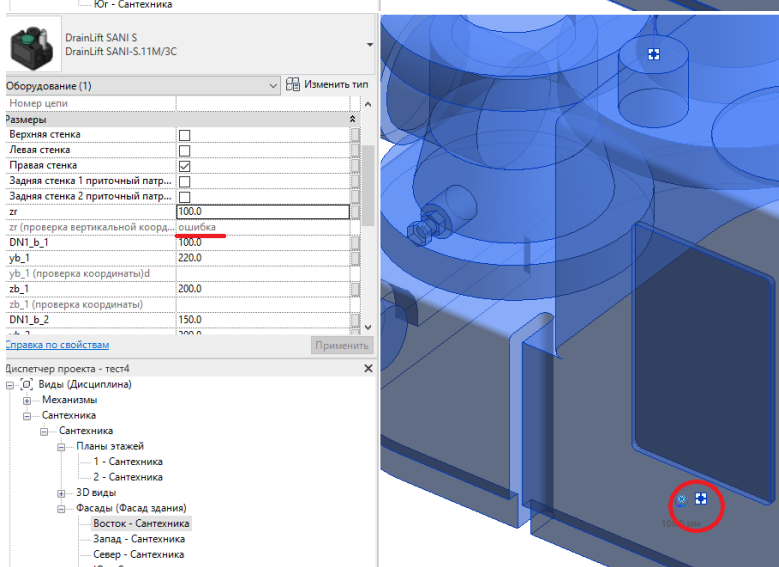 Юг - Сантехника
DrainLift SANI S
DrainLift SANI-S.11M/3C
Оборудование (1)
Изменить тип
Номер цепи
Размеры
Верхняя стенка
Левая стенка
Правая стенка
Задняя стенка 1 приточный патр...
Задняя стенка 2 приточный патр...
zr 100.0
zr (проверка вертикальной коорд... ошибка
DN1_b_1 100.0
yb_1 220.0
yb_1 (проверка координаты)d
zb_1 200.0
zb_1 (проверка координаты)
DN1_b_2 150.0
Справка по свойствам
Применить
Диспетчер проекта - тест4
Виды (Дисциплина)
Механизмы
Сантехника
Сантехника
Планы этажей
1 - Сантехника
2 - Сантехника
3D виды
Фасады (Фасад здания)
Восток - Сантехника
Запад - Сантехника
Север - Сантехника
мм